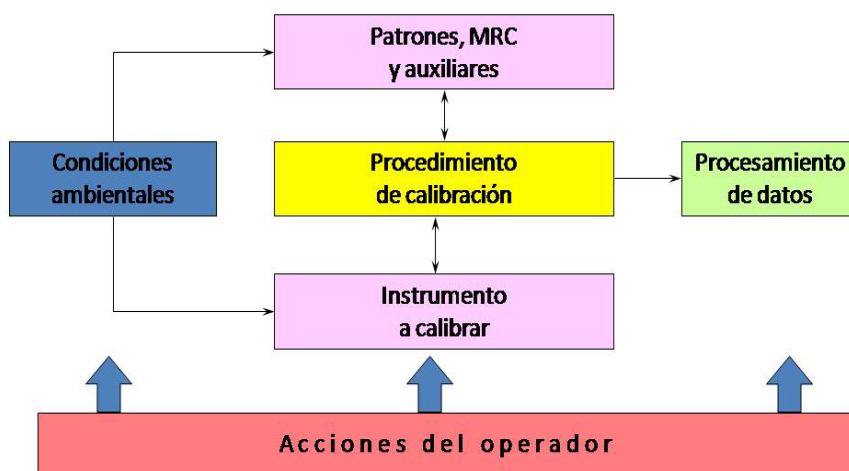 Patrones, MRC
y auxiliares
Condiciones
ambientales
Procedimiento
de calibración
Procesamiento
de datos
Instrumento
a calibrar
Acciones del operador